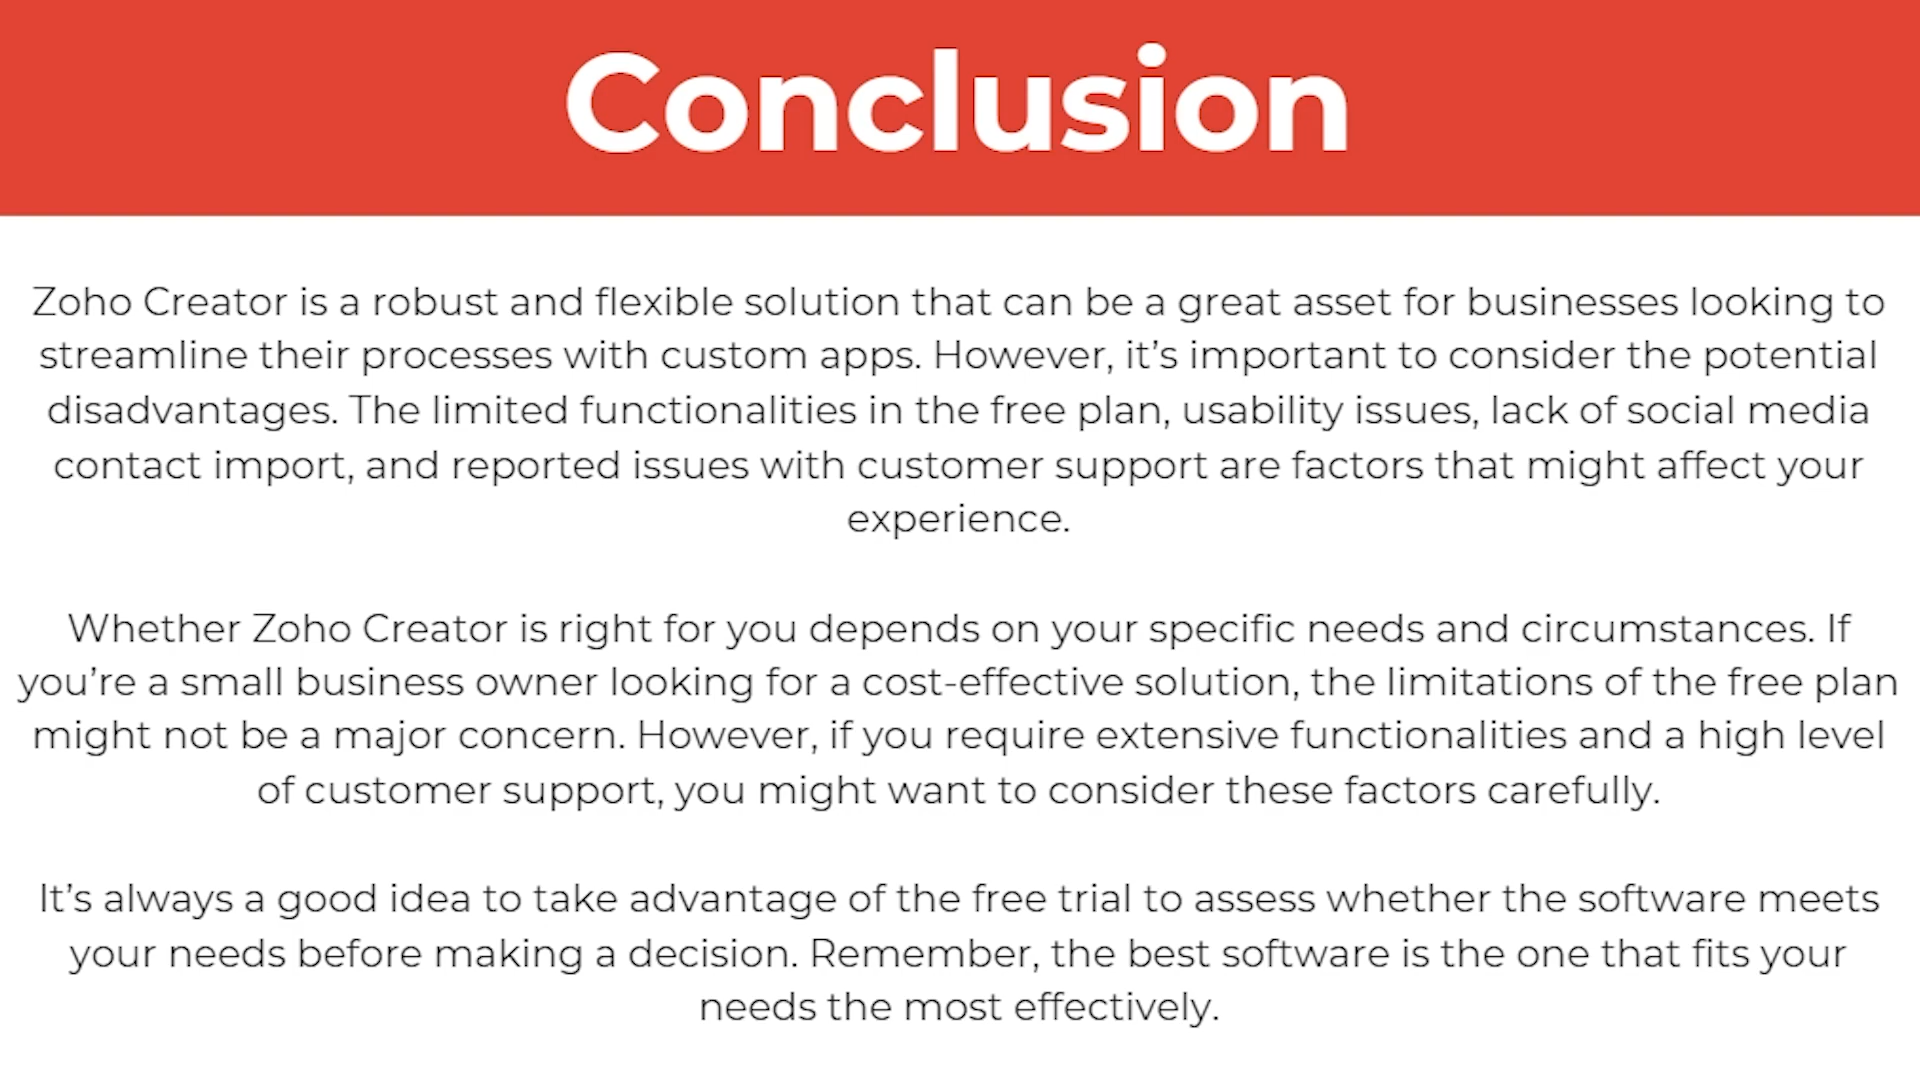 Conclusion
Zoho Creator is a robust and flexible solution that can be a great asset for businesses looking to
streamline their processes with custom apps. However, it’s important to consider the potential
disadvantages. The limited functionalities in the free plan, usability issues, lack of social media
contact import, and reported issues with customer support are factors that might affect your
experience.
Whether Zoho Creator is right for you depends on your specific needs and circumstances. If
you’re a small business owner looking for a cost-effective solution, the limitations of the free plan
might not be a major concern. However, if you require extensive functionalities and a high level
of customer support, you might want to consider these factors carefully.
It’s always a good idea to take advantage of the free trial to assess whether the software meets
your needs before making a decision. Remember, the best software is the one that fits your
needs the most effectively.